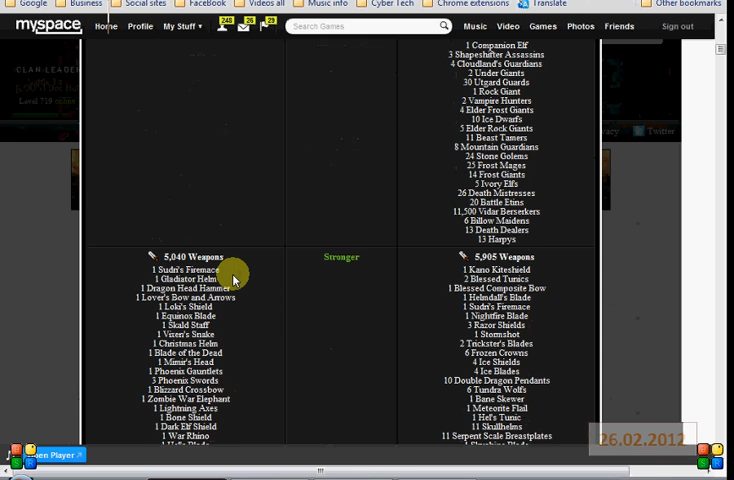 Google Business Social sites FaceBook Videos all Music info Cyber Tech Chrome extensions Translate Other bookmarks
myspace Home Profile My Stuff 248 26 29 Search Games Music Video Games Photos Friends Sign out
1 Companion Elf
3 Shapeshifter Assassins
4 Cloudland's Guardians
2 Under Giants
30 Utgard Guards
1 Rock Giant
2 Vampire Hunters
4 Elder Frost Giants
10 Ice Dwarfs
5 Elder Rock Giants
11 Beast Tamers
8 Mountain Guardians
24 Stone Golems
25 Frost Mages
14 Frost Giants
5 Ivory Elfs
26 Death Mistresses
20 Battle Etins
11,500 Vidar Berserkers
6 Billow Maidens
13 Death Dealers
13 Harpys
CLAN LEADER
Level 719
Twitter
5,040 Weapons
1 Sudri's Firemace
1 Gladiator Helm
1 Dragon Head Hammer
1 Lover's Bow and Arrows
1 Loki's Shield
1 Equinox Blade
1 Skald Staff
1 Vixen's Snake
1 Christmas Helm
1 Blade of the Dead
1 Mimir's Head
1 Phoenix Gauntlets
3 Phoenix Swords
1 Blizzard Crossbow
1 Zombie War Elephant
1 Lightning Axes
1 Bone Shield
1 Dark Elf Shield
1 War Rhino
Stronger
5,905 Weapons
1 Kano Kiteshield
2 Blessed Tunics
1 Blessed Composite Bow
1 Helmdall's Blade
1 Sudri's Firemace
1 Nightfire Blade
3 Razor Shields
1 Stormshot
2 Trickster's Blades
6 Frozen Crowns
4 Ice Shields
4 Ice Blades
10 Double Dragon Pendants
6 Tundra Wolfs
1 Bane Skewer
1 Meteorite Flail
1 Hel's Tunic
11 Skullhelms
11 Serpent Scale Breastplates
26.02.2012
Open Player